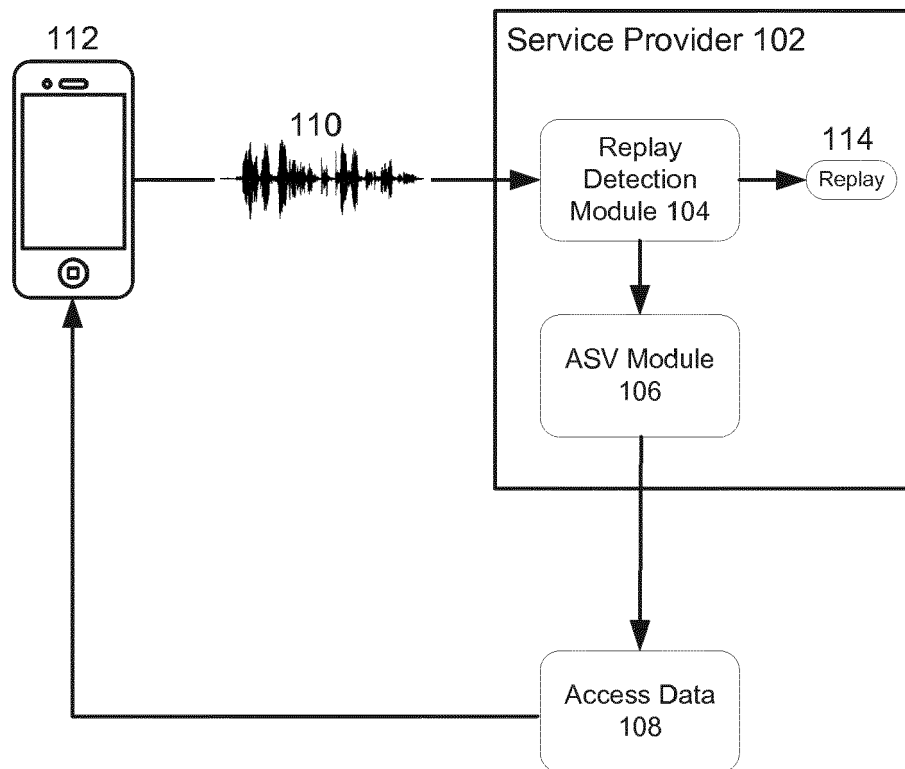 112
Service Provider 102
110
114
Replay
Detection
Module 104
Replay
ASV Module
106
Access Data
108